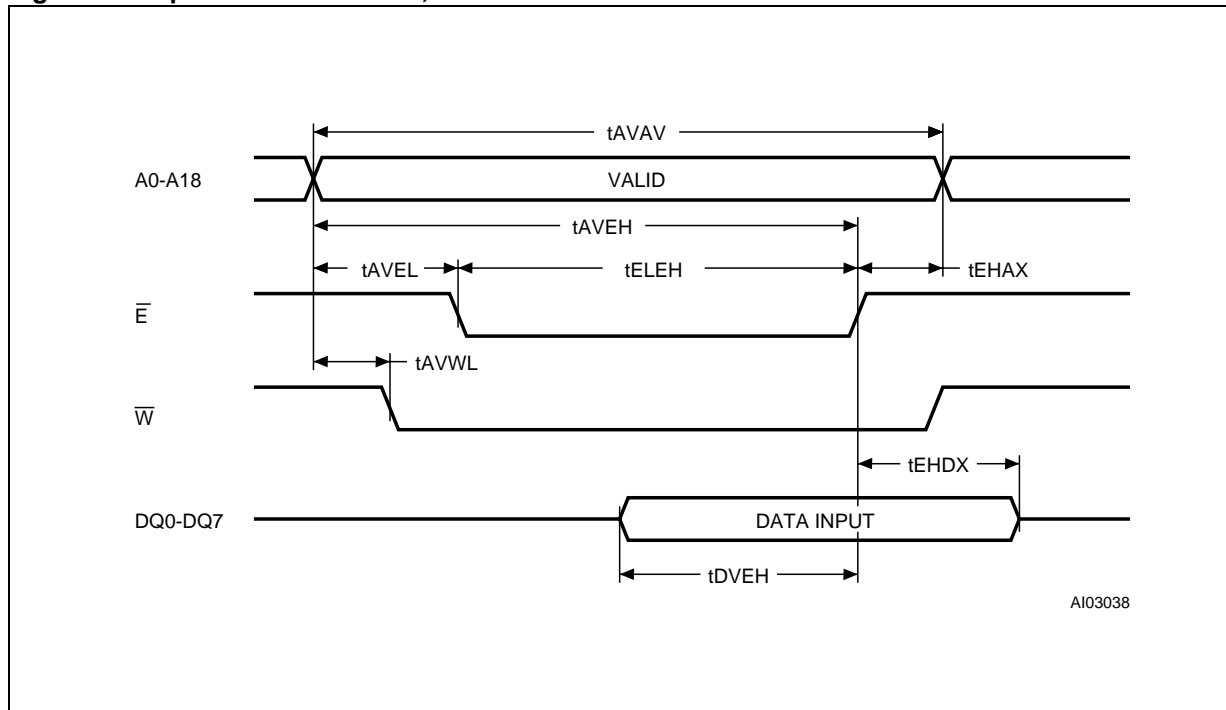 tAVAV
A0-A18
VALID
tAVEH
tAVEL
tELEH
tEHAX
E̅
tAVWL
W̅
tEHDX
DQ0-DQ7
DATA INPUT
tDVEH
AI03038